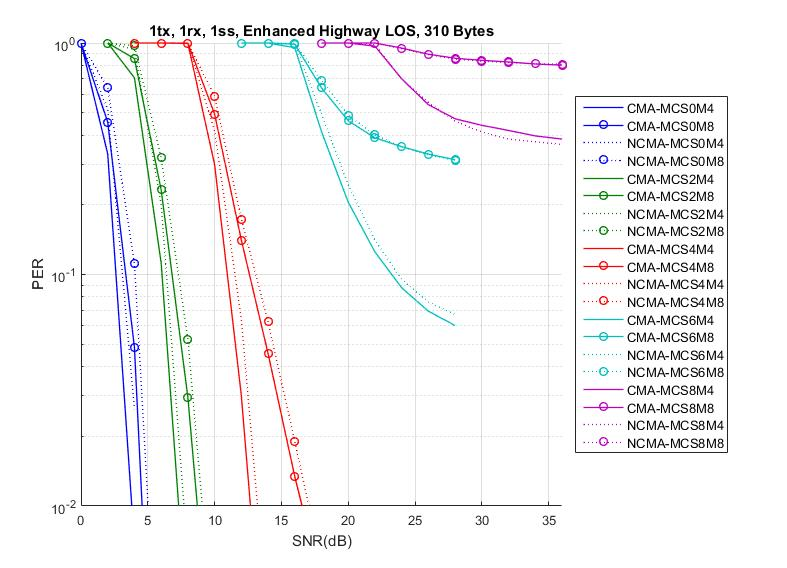 1tx, 1rx, 1ss, Enhanced Highway LOS, 310 Bytes
10^0
10^-1
10^-2
PER
0 5 10 15 20 25 30 35
SNR(dB)
CMA-MCS0M4
CMA-MCS0M8
NCMA-MCS0M4
NCMA-MCS0M8
CMA-MCS2M4
CMA-MCS2M8
NCMA-MCS2M4
NCMA-MCS2M8
CMA-MCS4M4
CMA-MCS4M8
NCMA-MCS4M4
NCMA-MCS4M8
CMA-MCS6M4
CMA-MCS6M8
NCMA-MCS6M4
NCMA-MCS6M8
CMA-MCS8M4
CMA-MCS8M8
NCMA-MCS8M4
NCMA-MCS8M8